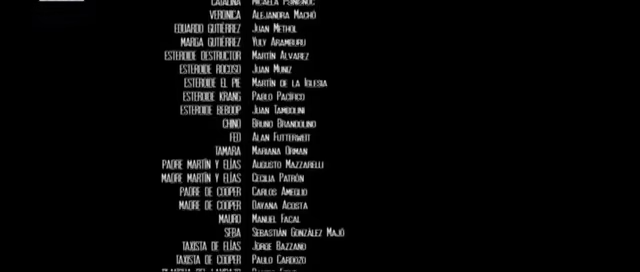 CATALINA
VERÓNICA ALEJANDRA MACHÓ
EDUARDO GUTIÉRREZ JUAN METHOL
MARGA GUTIÉRREZ YULY ARAMBURU
ESTEROIDE DESTRUCTOR MARTÍN ÁLVAREZ
ESTEROIDE ROCOSO JUAN MUNIZ
ESTEROIDE EL PIE MARTÍN DE LA IGLESIA
ESTEROIDE KRANG PABLO PACÍFICO
ESTEROIDE BEBOOP JUAN TAMBOLINI
CHINO BRUNO BRANDOLINO
FED ALAN FUTTERWEIT
TAMARA MARIANA ORMAN
PADRE MARTÍN Y ELÍAS AUGUSTO MAZZARELLI
MADRE MARTÍN Y ELÍAS CECILIA PATRÓN
PADRE DE COOPER CARLOS AMEGLIO
MADRE DE COOPER DAYANA ACOSTA
MAURO MANUEL FACAL
SEBA SEBASTIÁN GONZÁLEZ MAJÓ
TAXISTA DE ELÍAS JORGE BAZZANO
TAXISTA DE COOPER PAULO CARDOZO